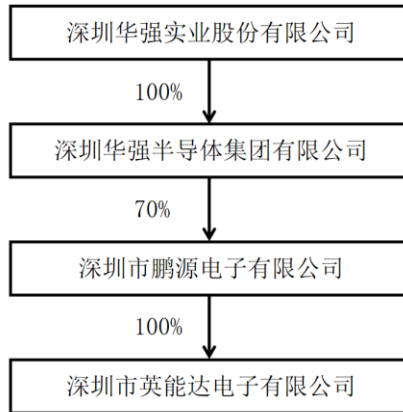 深圳华强实业股份有限公司
100%
深圳华强半导体集团有限公司
70%
深圳市鹏源电子有限公司
100%
深圳市英能达电子有限公司